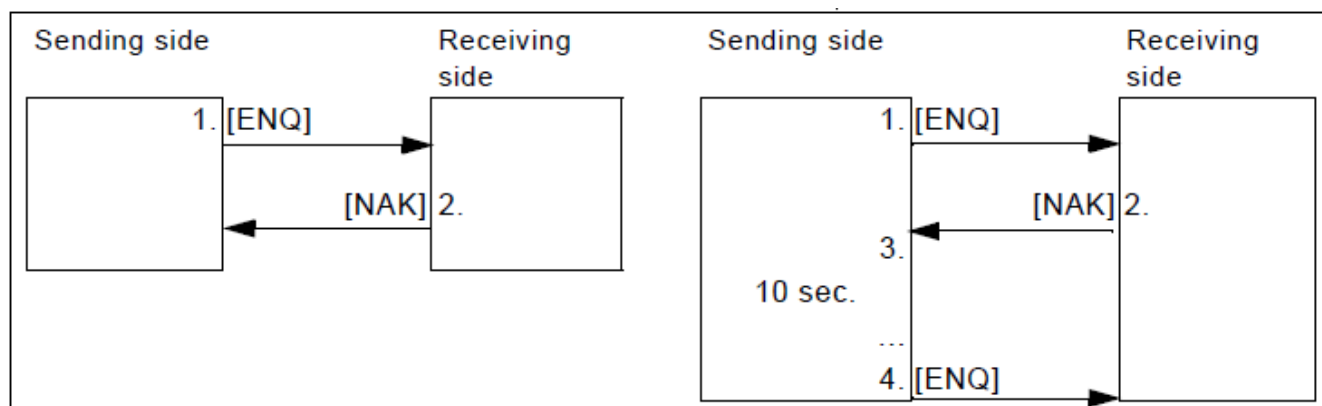 Sending side
Receiving
side
1. [ENQ]
[NAK] 2.
Sending side
Receiving
side
1. [ENQ]
[NAK] 2.
3.
10 sec.
...
4. [ENQ]